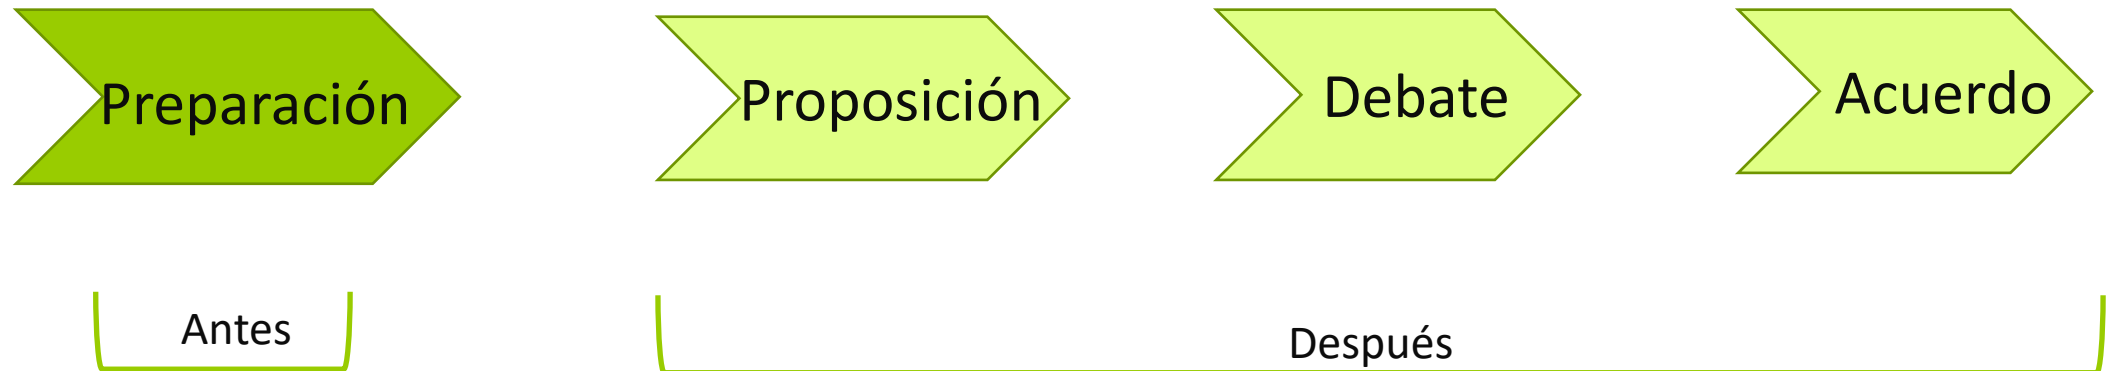 Preparación
Proposición
Debate
Acuerdo
Antes
Después